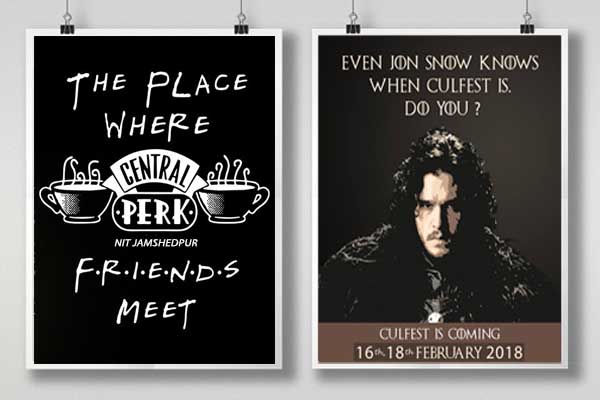 THE PLACE
WHERE
CENTRAL
PERK
NIT JAMSHEDPUR
F·R·I·E·N·D·S
MEET
EVEN JON SNOW KNOWS
WHEN CULFEST IS.
DO YOU ?
CULFEST IS COMING
16th, 18th FEBRUARY 2018